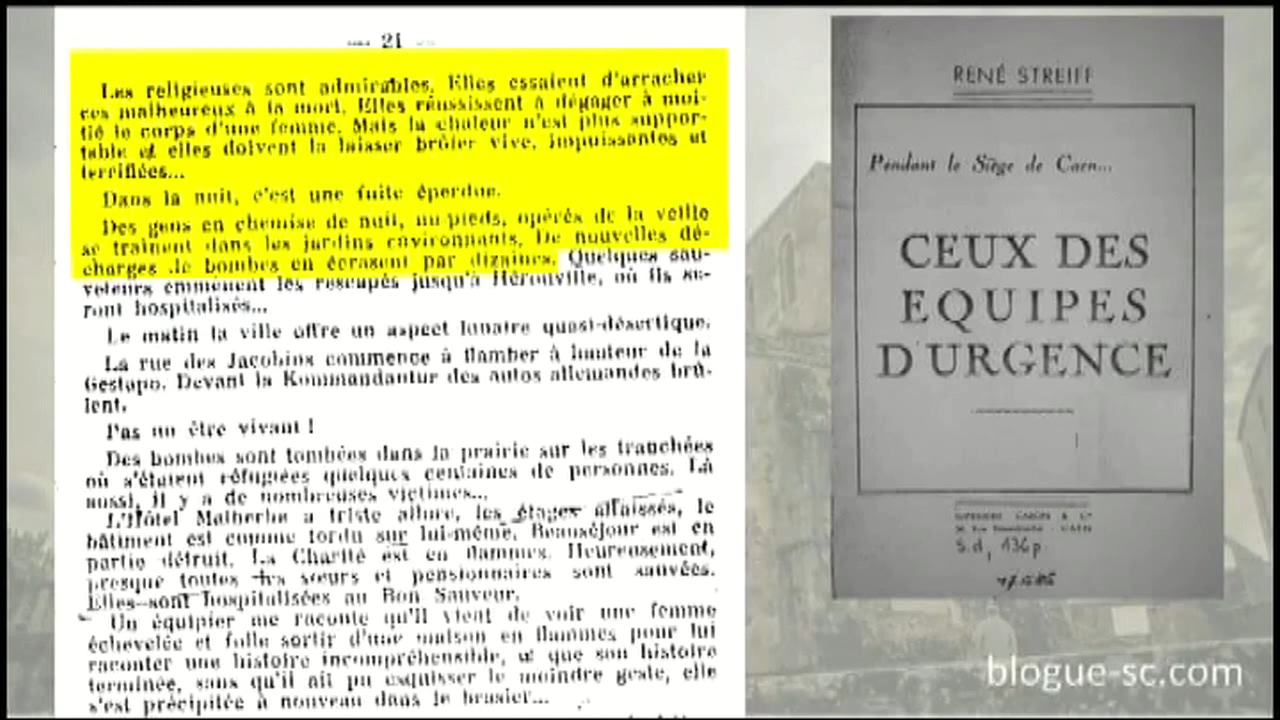 21
Les religieuses sont admirables. Elles essaient d'arracher
ces malheureux à la mort. Elles réussissent à dégager à moi-
tié le corps d'une femme. Mais la chaleur n'est plus suppor-
table et elles doivent la laisser brûler vive, impuissantes et
terrifiées...
Dans la nuit, c'est une fuite éperdue.
Des gens en chemise de nuit, nu-pieds, opérés de la veille
se traînent dans les jardins environnants. De nouvelles dé-
charges de bombes en écrasent par dizaines. Quelques sau-
veteurs emmènent les rescapés jusqu'à Hérouville, où ils se-
ront hospitalisés...
Le matin la ville offre un aspect lunaire quasi-désertique.
La rue des Jacobins commence à flamber à hauteur de la
Gestapo. Devant la Kommandantur des autos allemandes brû-
lent.
Pas un être vivant !
Des bombes sont tombées dans la prairie sur les tranchées
où s'étaient réfugiées quelques centaines de personnes. Là
aussi, il y a de nombreuses victimes...
L'Hôtel Malherbe a triste allure, les étages affaissés, le
bâtiment est comme tordu sur lui-même. Beauséjour est en
partie détruit. La Charité est en flammes. Heureusement,
presque toutes les sœurs et pensionnaires sont sauvées.
Elles sont hospitalisées au Bon Sauveur.
Un équipier me raconte qu'il vient de voir une femme
échevelée et folle sortir d'une maison en flammes pour lui
raconter une histoire incompréhensible, et que son histoire
terminée, sans qu'il ait pu esquisser le moindre geste, elle
s'est précipitée à nouveau dans le brasier...
RENÉ STREIFF
Pendant le Siège de Caen...
CEUX DES
EQUIPES
D'URGENCE
CAEN
s.d, 136p
blogue-sc.com